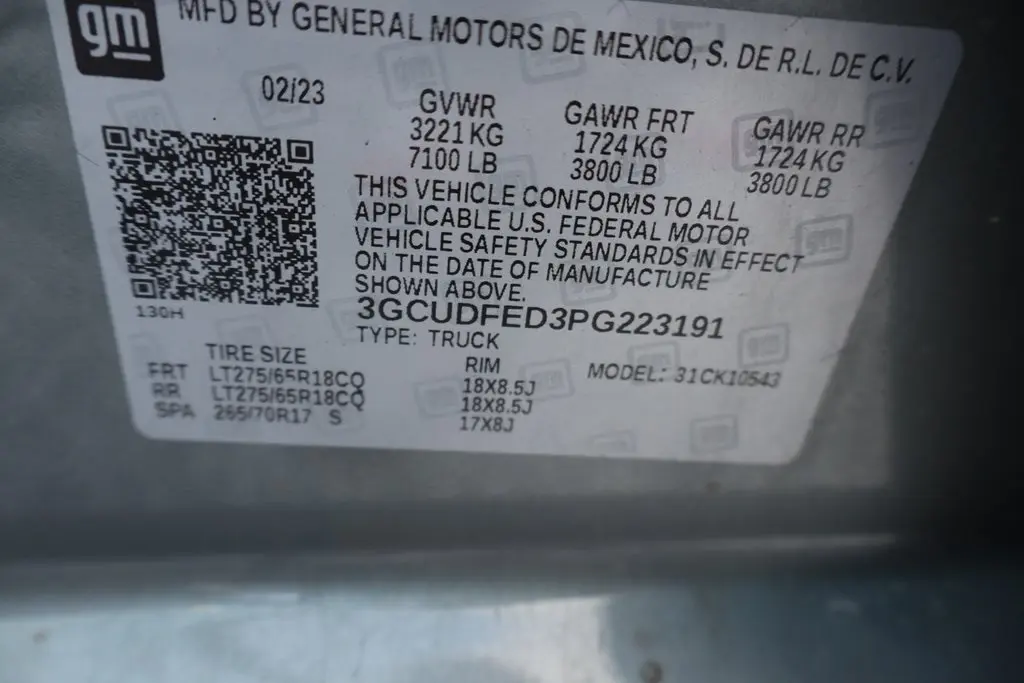 gm
MFD BY GENERAL MOTORS DE MEXICO, S. DE R.L. DE C.V.
02/23
GVWR
3221 KG
7100 LB
GAWR FRT
1724 KG
3800 LB
GAWR RR
1724 KG
3800 LB
THIS VEHICLE CONFORMS TO ALL
APPLICABLE U.S. FEDERAL MOTOR
VEHICLE SAFETY STANDARDS IN EFFECT
ON THE DATE OF MANUFACTURE
SHOWN ABOVE.
3GCUDFED3PG223191
TYPE: TRUCK
130H
TIRE SIZE
RIM
MODEL: 31CK10543
FRT LT275/65R18CQ 18X8.5J
RR LT275/65R18CQ 18X8.5J
SPA 265/70R17 S 17X8J